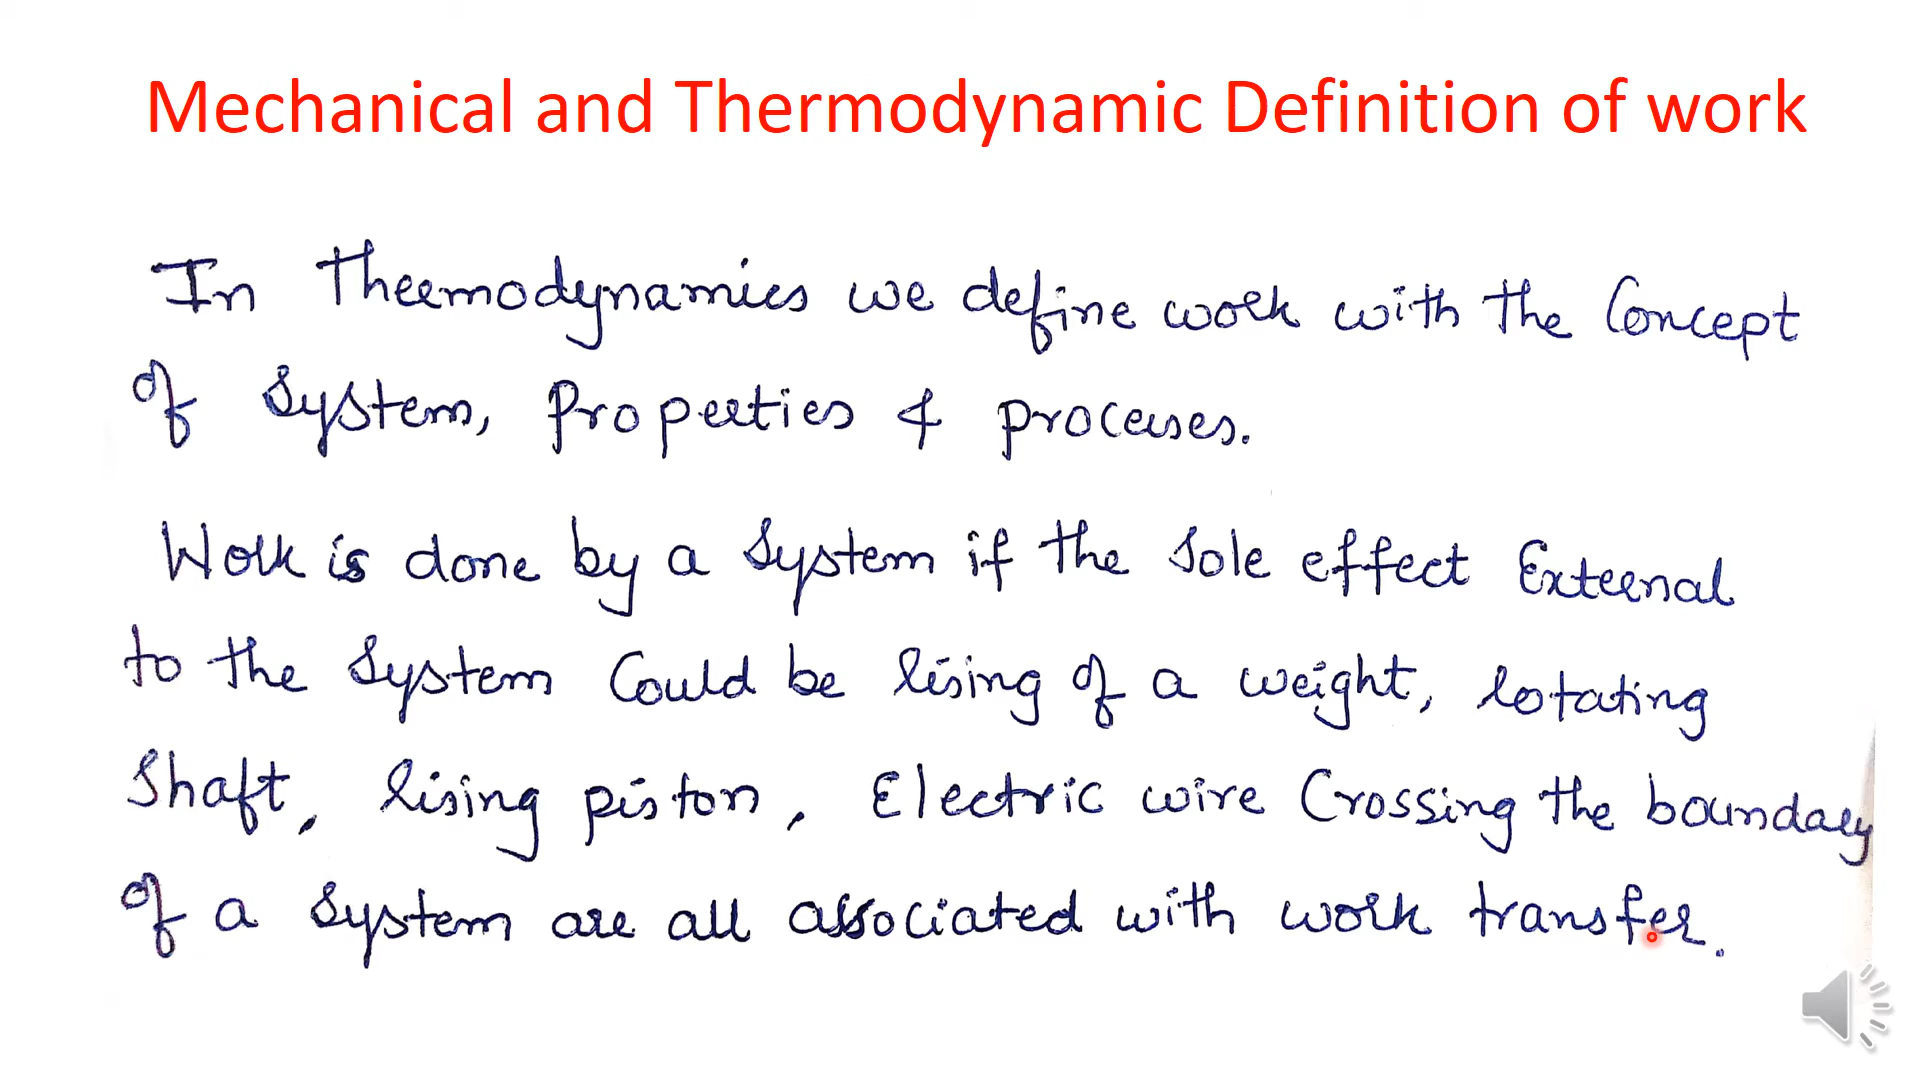 Mechanical and Thermodynamic Definition of work
In Thermodynamics we define work with the Concept
of System, Properties & processes.
Work is done by a System if the Sole effect External
to the System Could be rising of a weight, rotating
Shaft, rising piston, Electric wire Crossing the boundary
of a System are all associated with work transfer.